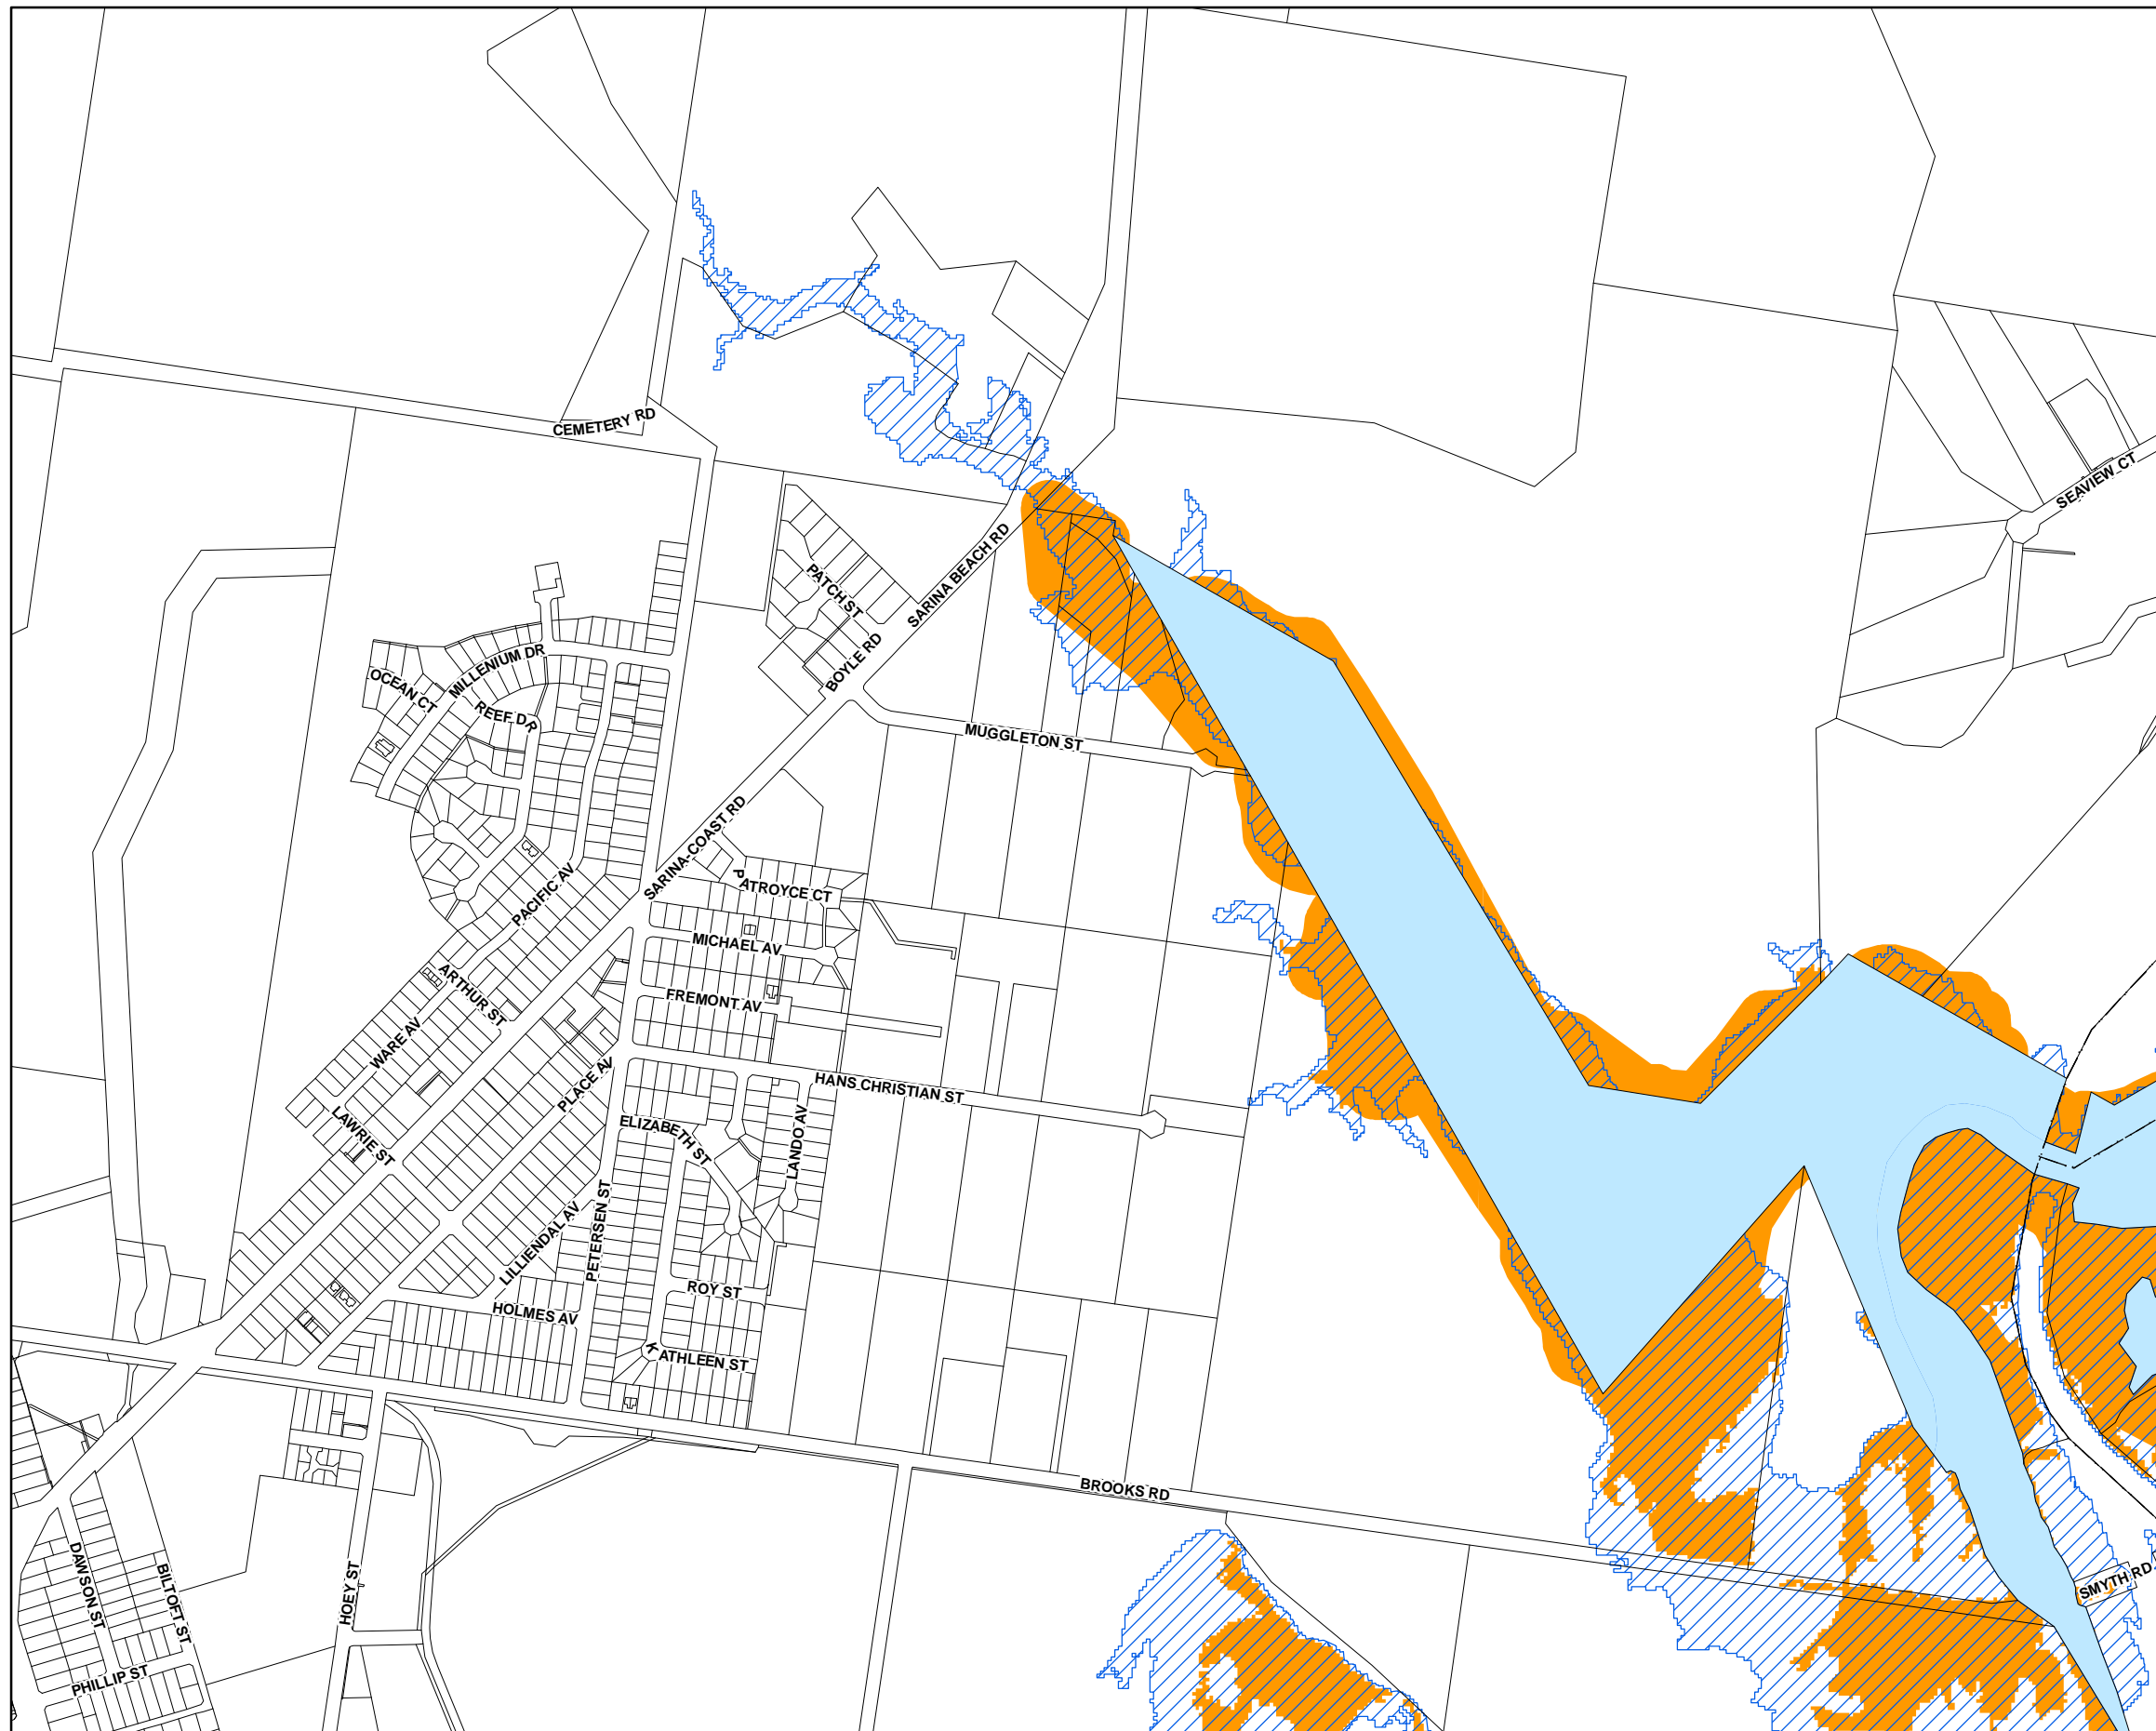 CEMETERY RD
SEAVIEW CT
SARINA BEACH RD
PATCH ST
BOYLE RD
OCEAN CT
MILLENIUM DR
REEF DR
MUGGLETON ST
SARINA-COAST RD
PACIFIC AV
PATROYCE CT
MICHAEL AV
ARTHUR ST
FREMONT AV
WARE AV
PLACE AV
HANS CHRISTIAN ST
LAWRIE ST
ELIZABETH ST
LANDO AV
LILLIENDAL AV
PETERSEN ST
ROY ST
HOLMES AV
KATHLEEN ST
BROOKS RD
DAWSON ST
BILTOFT ST
HOEY ST
SMYTH RD
PHILLIP ST